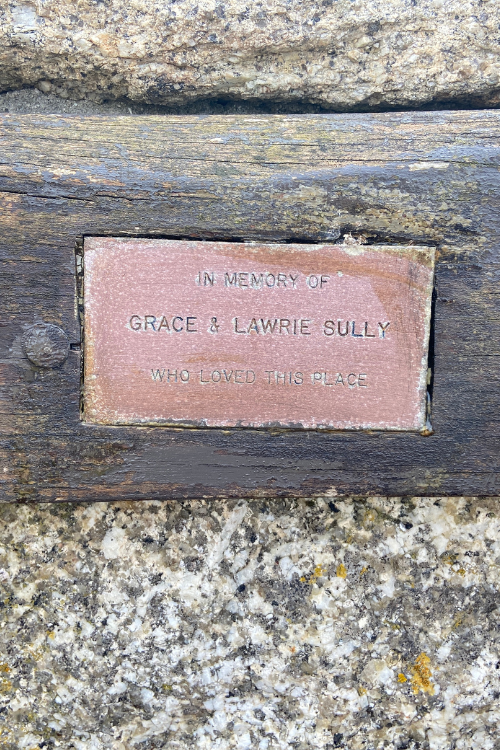 IN MEMORY OF
GRACE & LAWRIE SULLY
WHO LOVED THIS PLACE